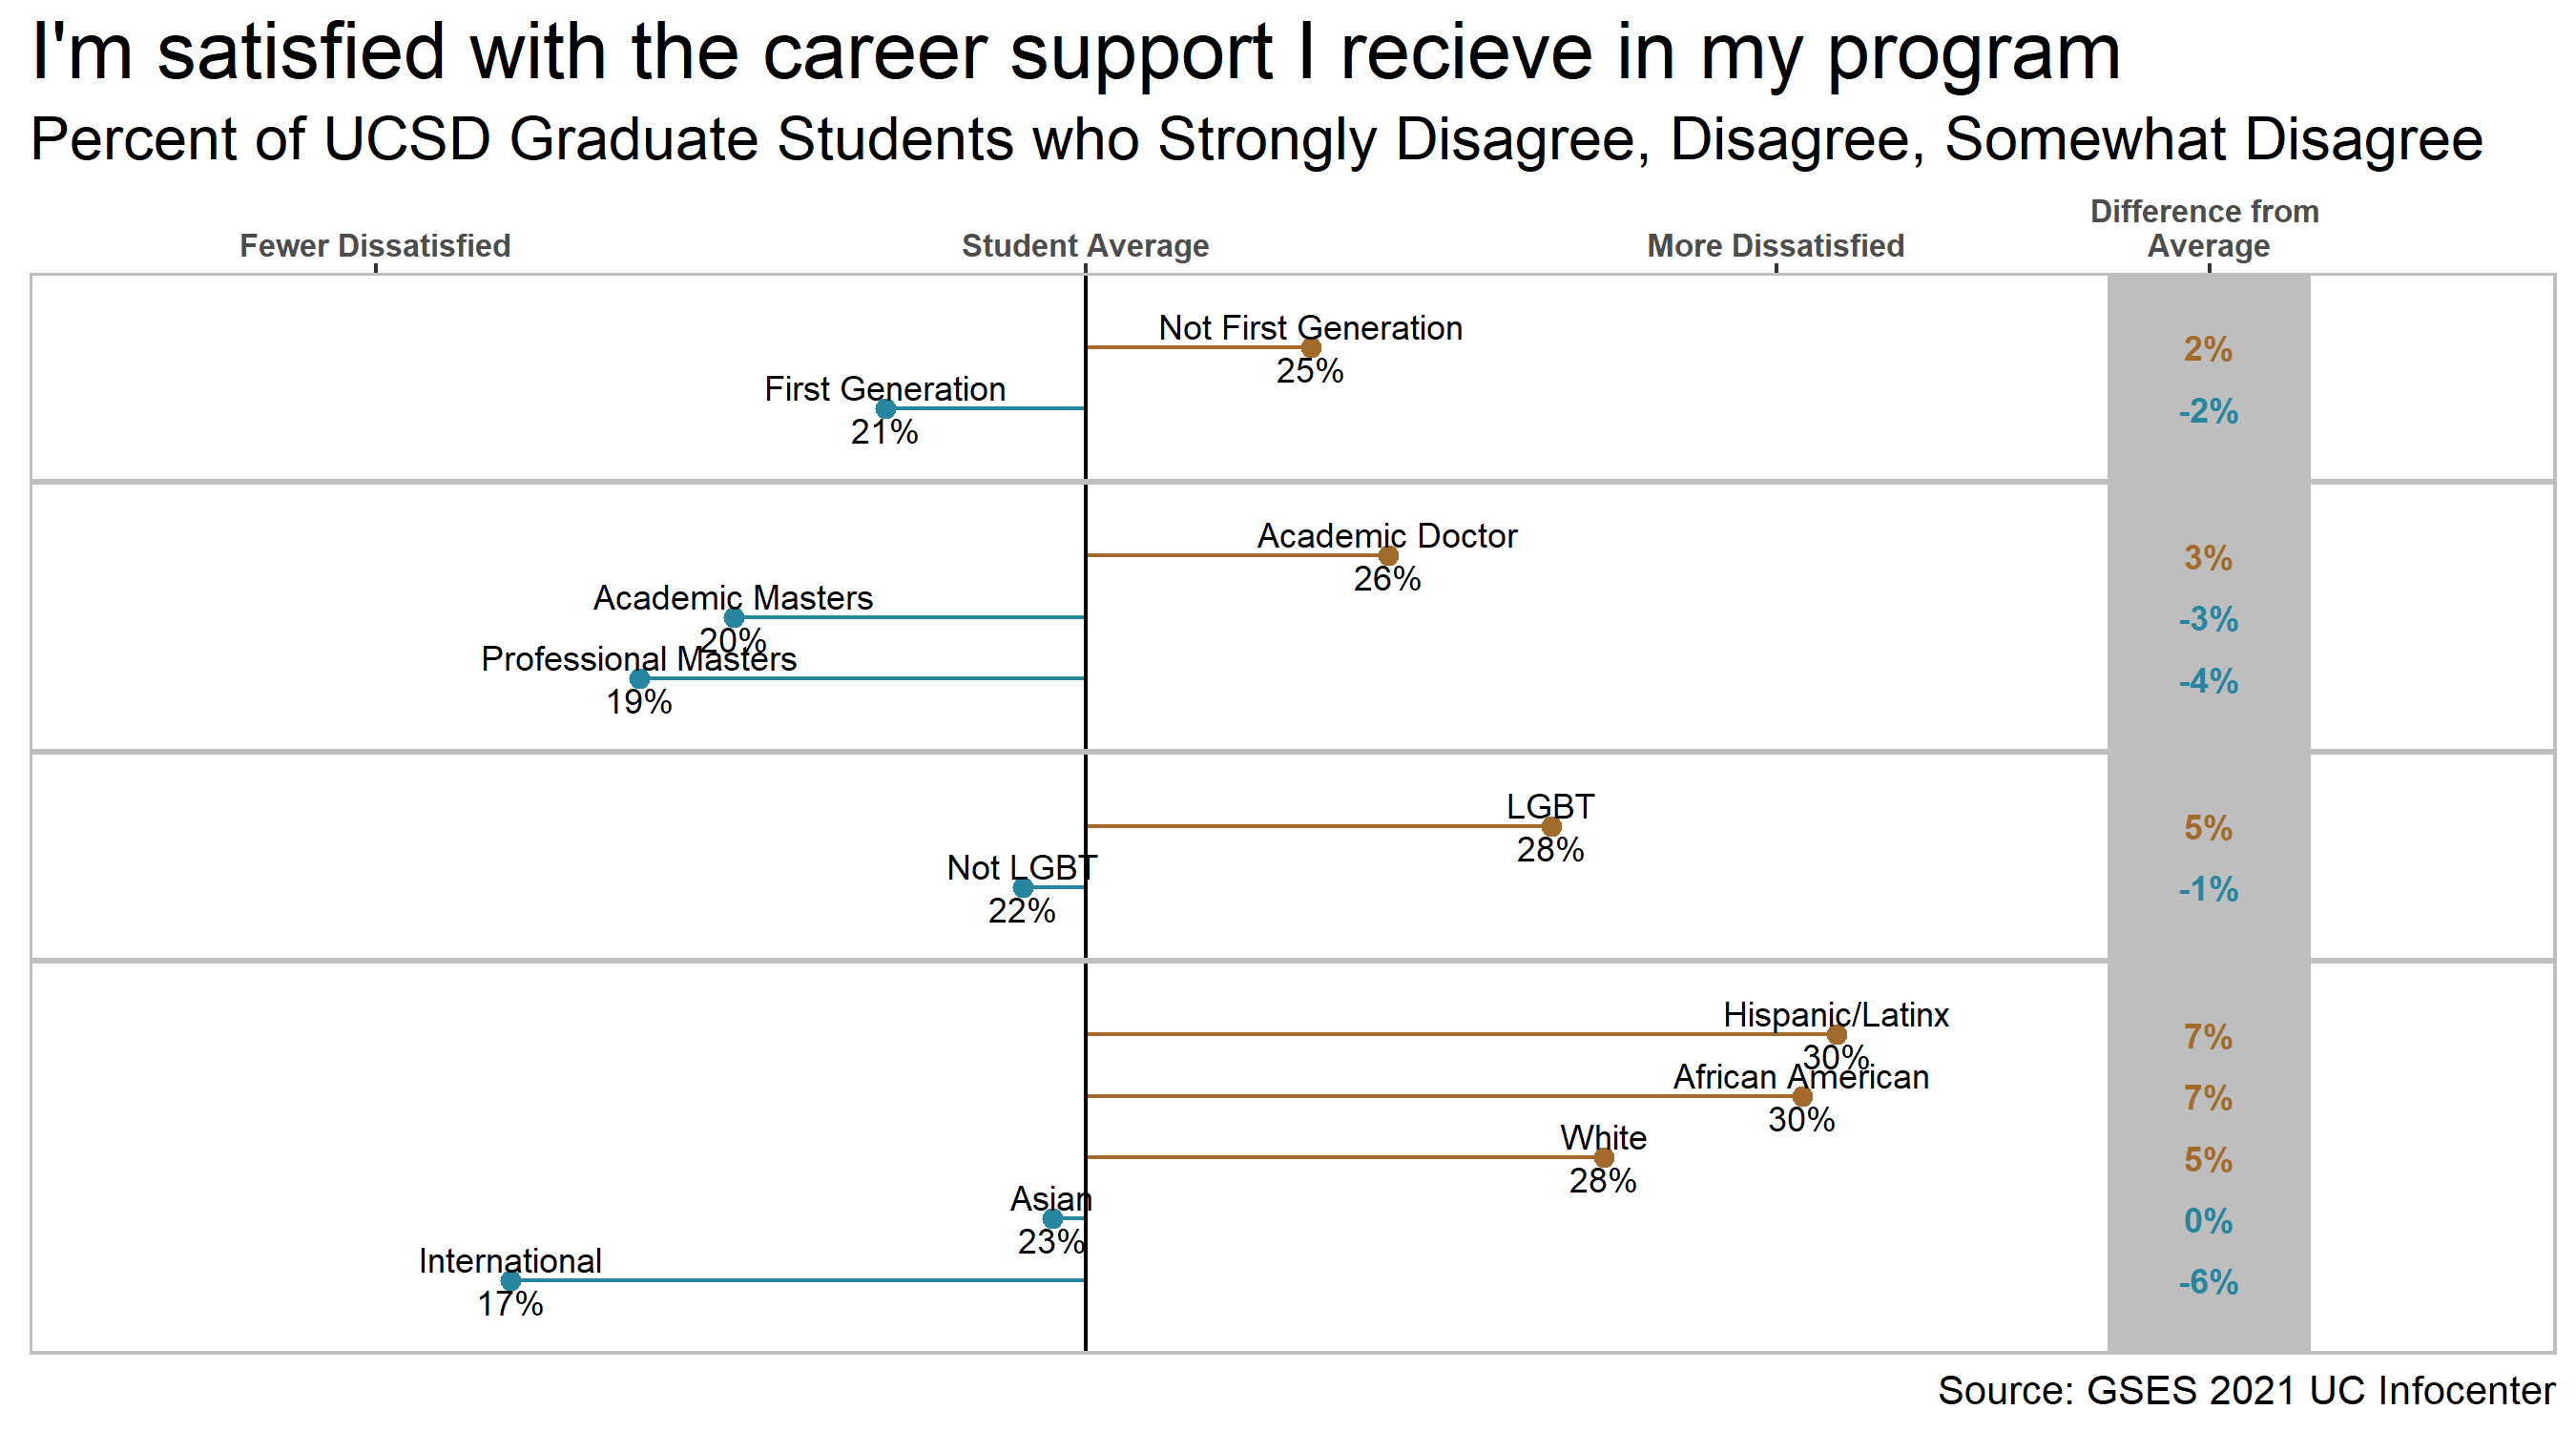 I'm satisfied with the career support I recieve in my program
Percent of UCSD Graduate Students who Strongly Disagree, Disagree, Somewhat Disagree
Fewer Dissatisfied
Student Average
More Dissatisfied
Difference from
Average
Not First Generation
25%
2%
First Generation
21%
-2%
Academic Doctor
26%
3%
Academic Masters
20%
-3%
Professional Masters
19%
-4%
LGBT
28%
5%
Not LGBT
22%
-1%
Hispanic/Latinx
30%
7%
African American
30%
7%
White
28%
5%
Asian
23%
0%
International
17%
-6%
Source: GSES 2021 UC Infocenter